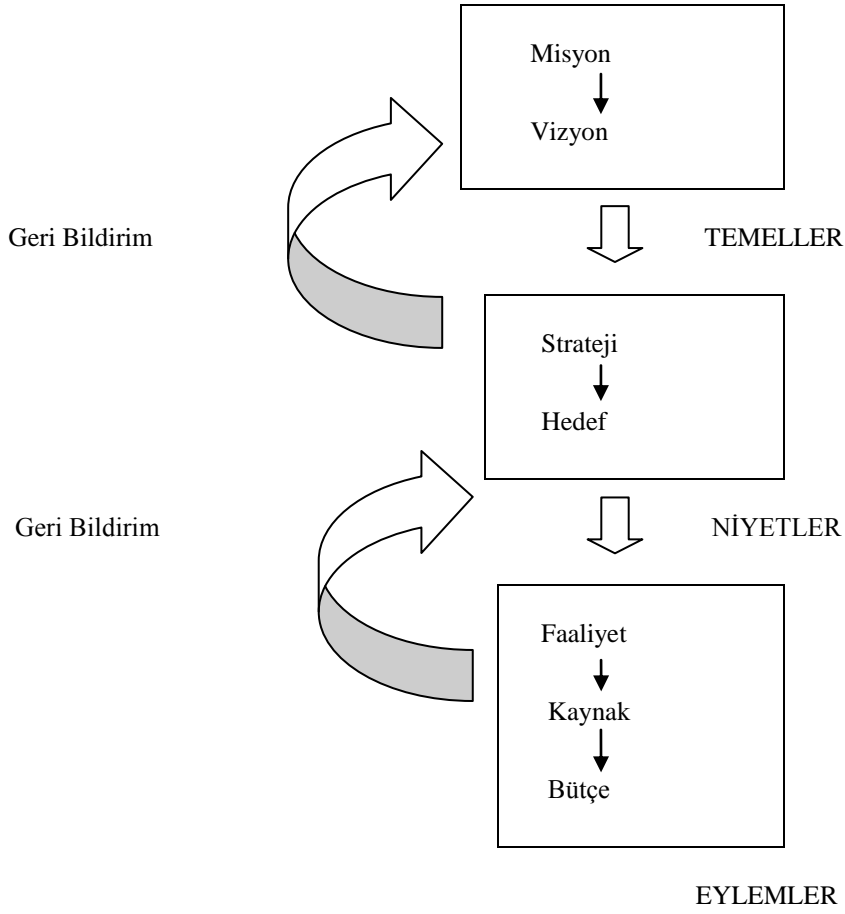 Misyon
Vizyon
Geri Bildirim
TEMELLER
Strateji
Hedef
Geri Bildirim
NİYETLER
Faaliyet
Kaynak
Bütçe
EYLEMLER